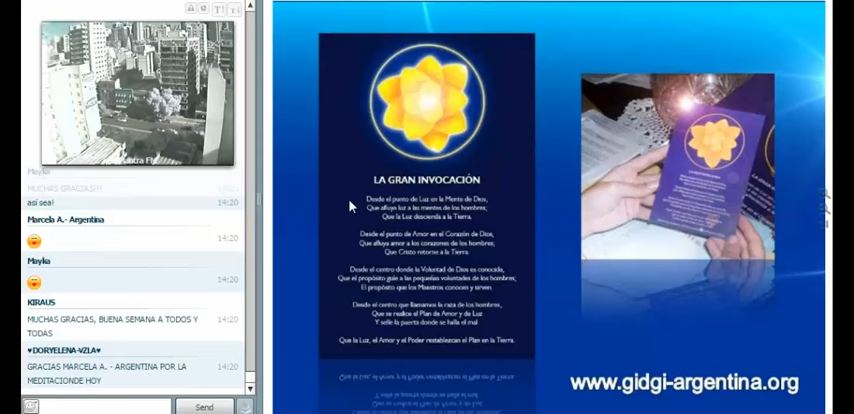 Mayka
MUCHAS GRACIAS!!!
así sea! 14:20
Marcela A.- Argentina
14:20
Mayka
14:20
KIRAUS
MUCHAS GRACIAS, BUENA SEMANA A TODOS Y 14:20
TODAS
♥DORYELENA-VZLA♥
GRACIAS MARCELA A. - ARGENTINA POR LA 14:20
MEDITACIONDE HOY
Send
LA GRAN INVOCACIÓN
Desde el punto de Luz en la Mente de Dios,
Que afluya luz a las mentes de los hombres;
Que la Luz descienda a la Tierra.
Desde el punto de Amor en el Corazón de Dios,
Que afluya amor a los corazones de los hombres;
Que Cristo retorne a la Tierra.
Desde el centro donde la Voluntad de Dios es conocida,
Que el propósito guíe a las pequeñas voluntades de los hombres;
El propósito que los Maestros conocen y sirven.
Desde el centro que llamamos la raza de los hombres,
Que se realice el Plan de Amor y de Luz
Y selle la puerta donde se halla el mal
Que la Luz, el Amor y el Poder restablezcan el Plan en la Tierra.
www.gidgi-argentina.org